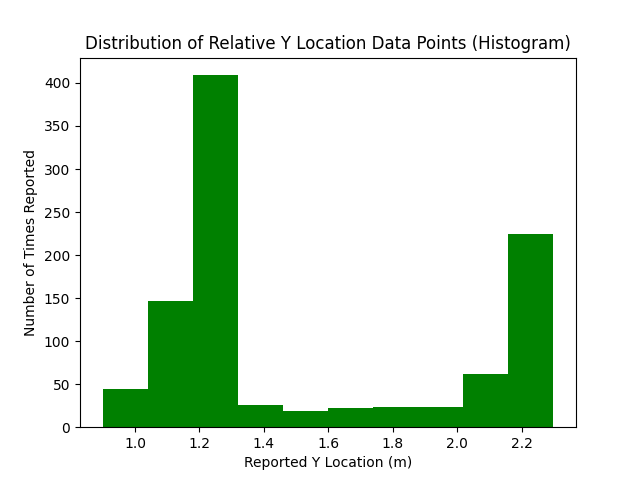 Distribution of Relative Y Location Data Points (Histogram)
Number of Times Reported
400
350
300
250
200
150
100
50
0
1.0 1.2 1.4 1.6 1.8 2.0 2.2
Reported Y Location (m)